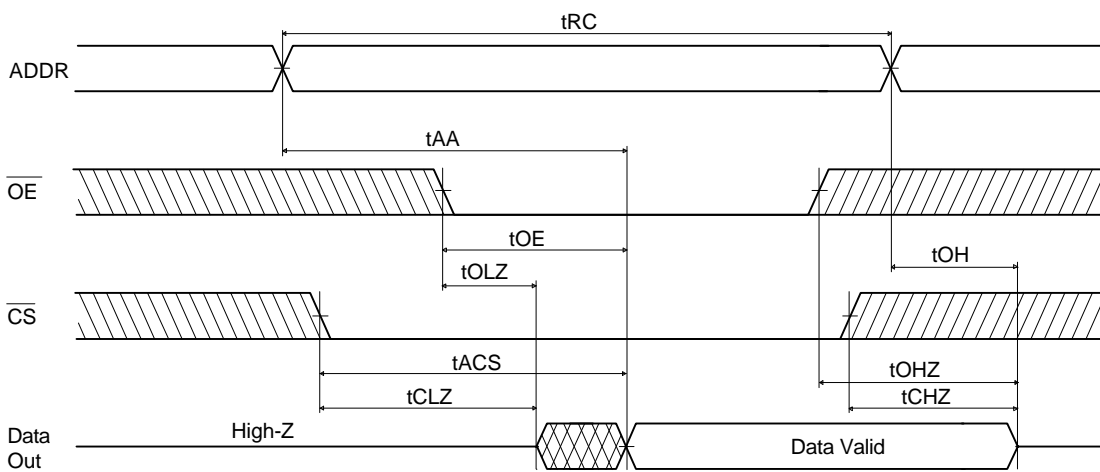 tRC
ADDR
tAA
OE
tOE
tOLZ
tOH
CS
tACS
tOHZ
tCLZ
tCHZ
High-Z
Data
Out
Data Valid